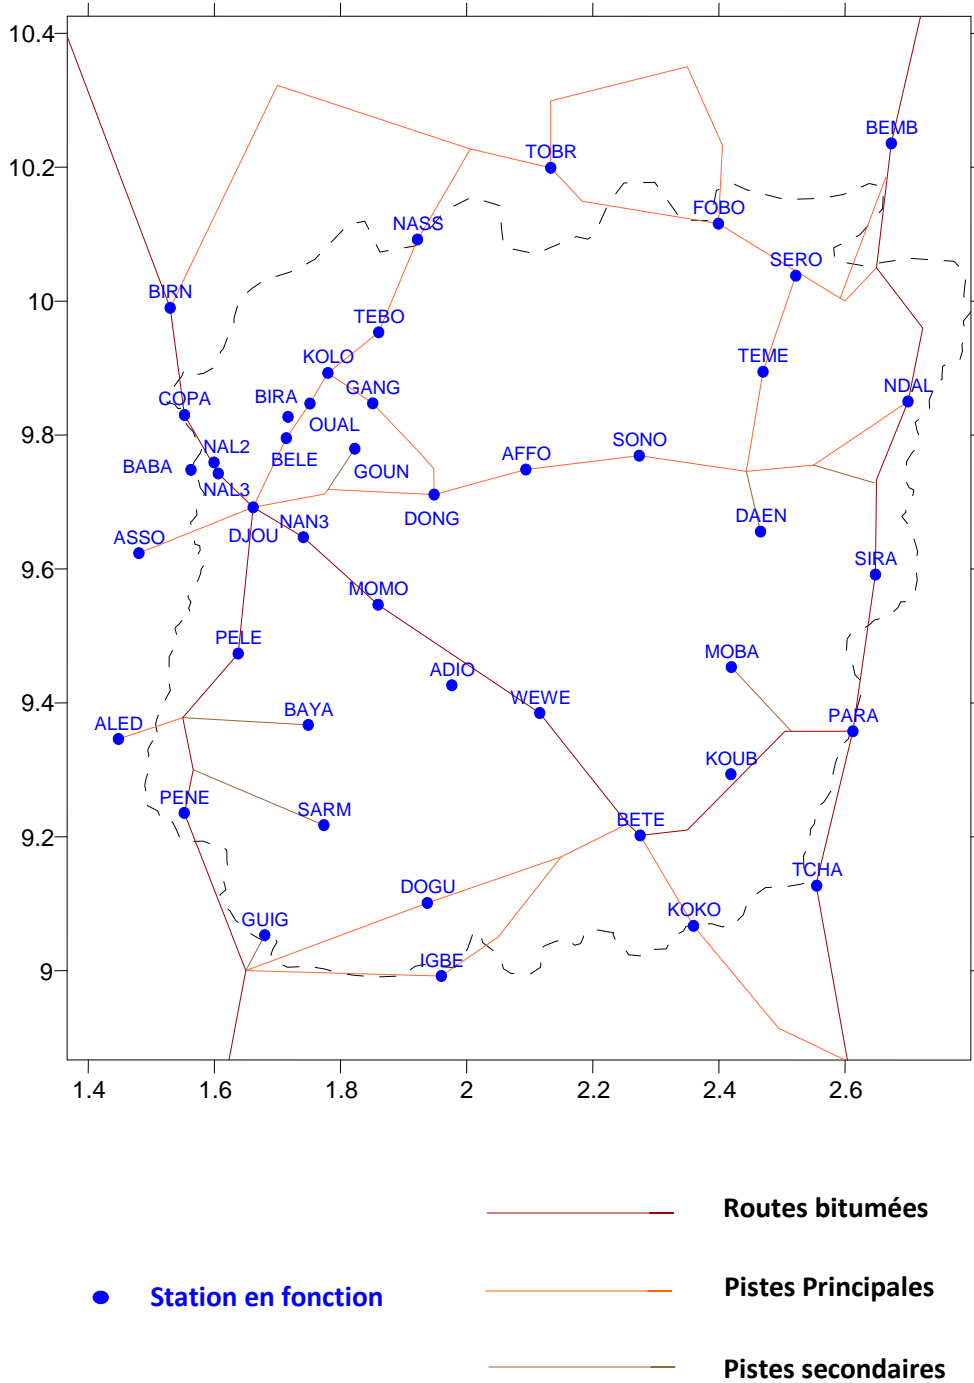 10.4
BEMB
TOBR
10.2
FOBO
NASS
SERO
10
BIRN
TEBO
KOLO
TEME
GANG
NDAL
COPA
BIRA
OUAL
9.8
NAL2
BELE
SONO
AFFO
BABA
GOUN
NAL3
DONG
DAEN
NAN3
DJOU
ASSO
9.6
SIRA
MOMO
PELE
MOBA
ADIO
9.4
WEWE
ALED
BAYA
PARA
KOUB
PENE
SARM
BETE
9.2
TCHA
DOGU
KOKO
GUIG
9
IGBE
1.4 1.6 1.8 2 2.2 2.4 2.6
Routes bitumées
Station en fonction
Pistes Principales
Pistes secondaires